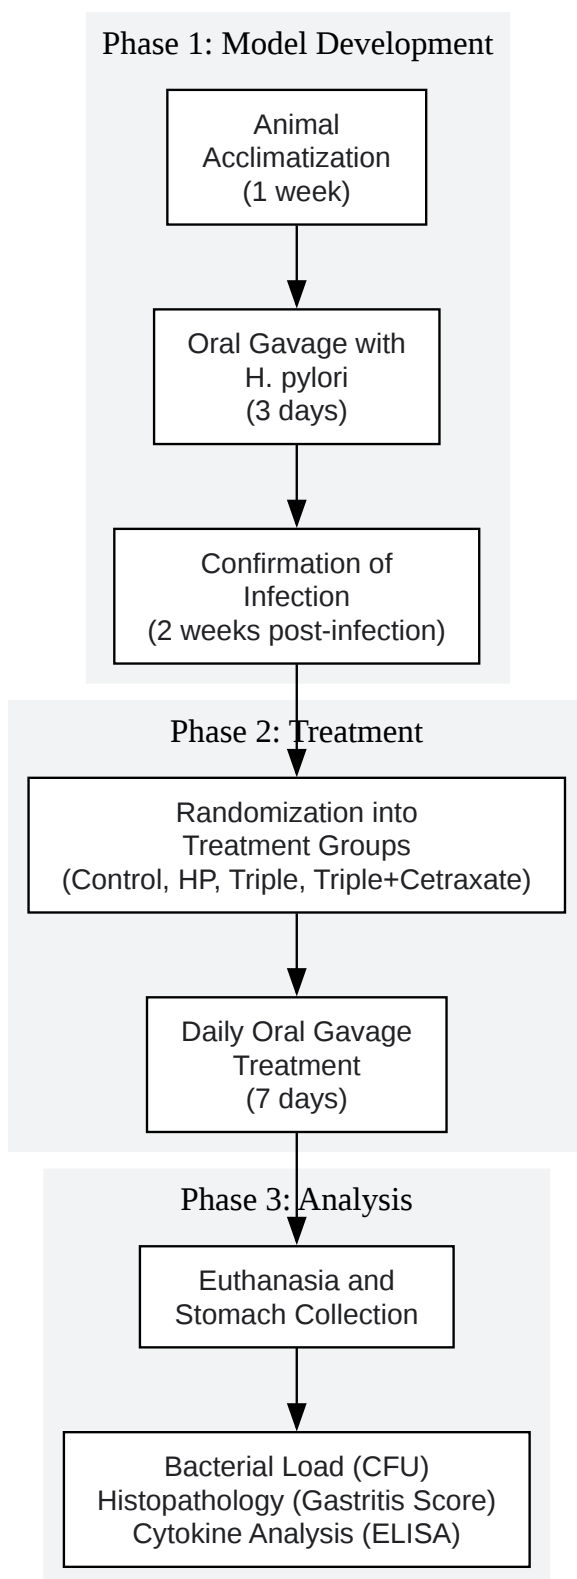 Phase 1: Model Development
Animal
Acclimatization
(1 week)
Oral Gavage with
H. pylori
(3 days)
Confirmation of
Infection
(2 weeks post-infection)
Phase 2: Treatment
Randomization into
Treatment Groups
(Control, HP, Triple, Triple+Cetraxate)
Daily Oral Gavage
Treatment
(7 days)
Phase 3: Analysis
Euthanasia and
Stomach Collection
Bacterial Load (CFU)
Histopathology (Gastritis Score)
Cytokine Analysis (ELISA)